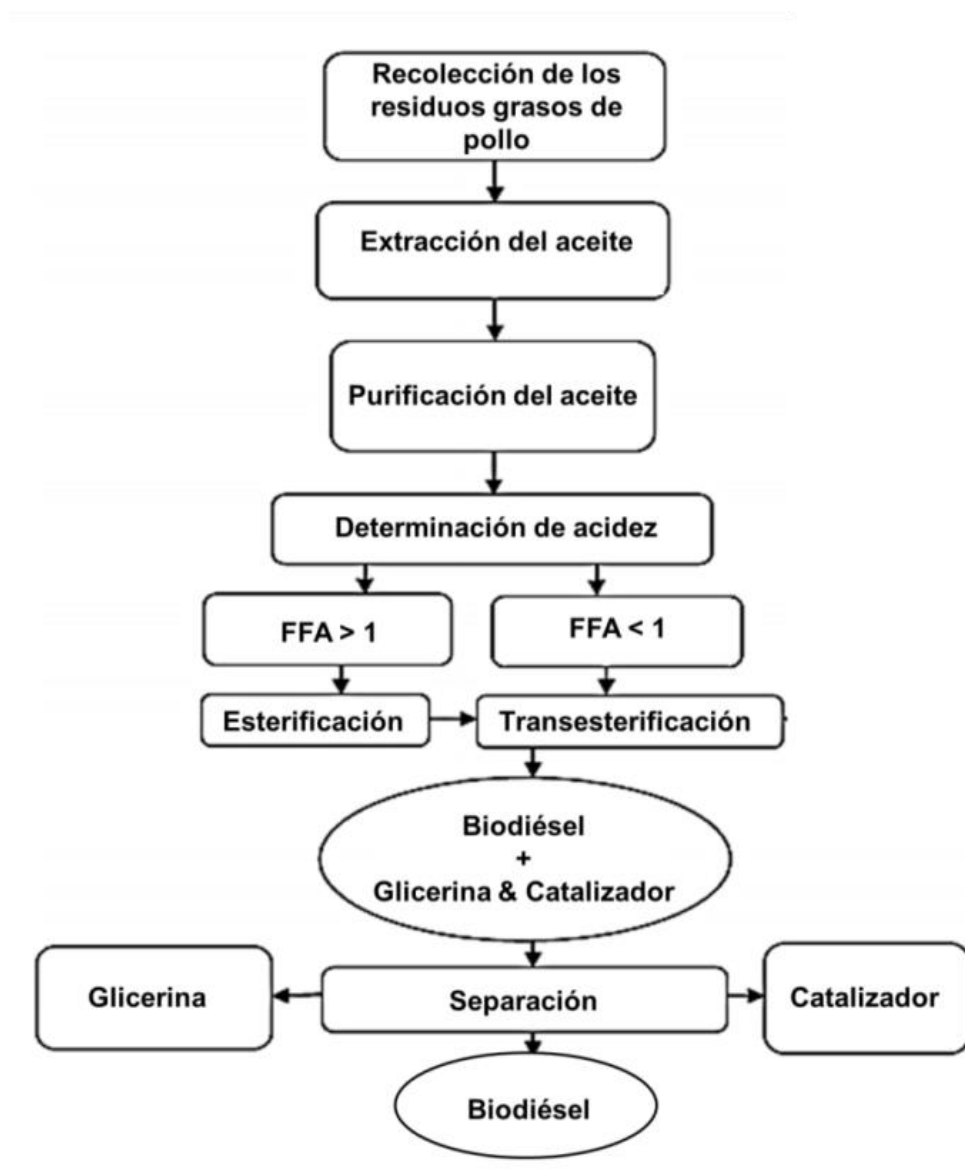 Recolección de los
residuos grasos de
pollo
Extracción del aceite
Purificación del aceite
Determinación de acidez
FFA > 1
FFA < 1
Esterificación
Transesterificación
Biodiésel
+
Glicerina & Catalizador
Glicerina
Separación
Catalizador
Biodiésel